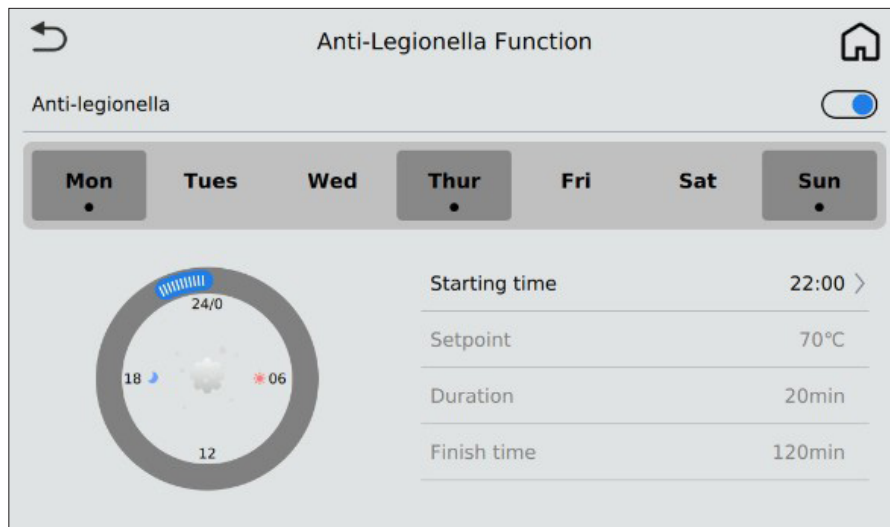 Anti-Legionella Function
Anti-legionella
Mon Tues Wed Thur Fri Sat Sun
24/0
18 06
12
Starting time 22:00
Setpoint 70℃
Duration 20min
Finish time 120min